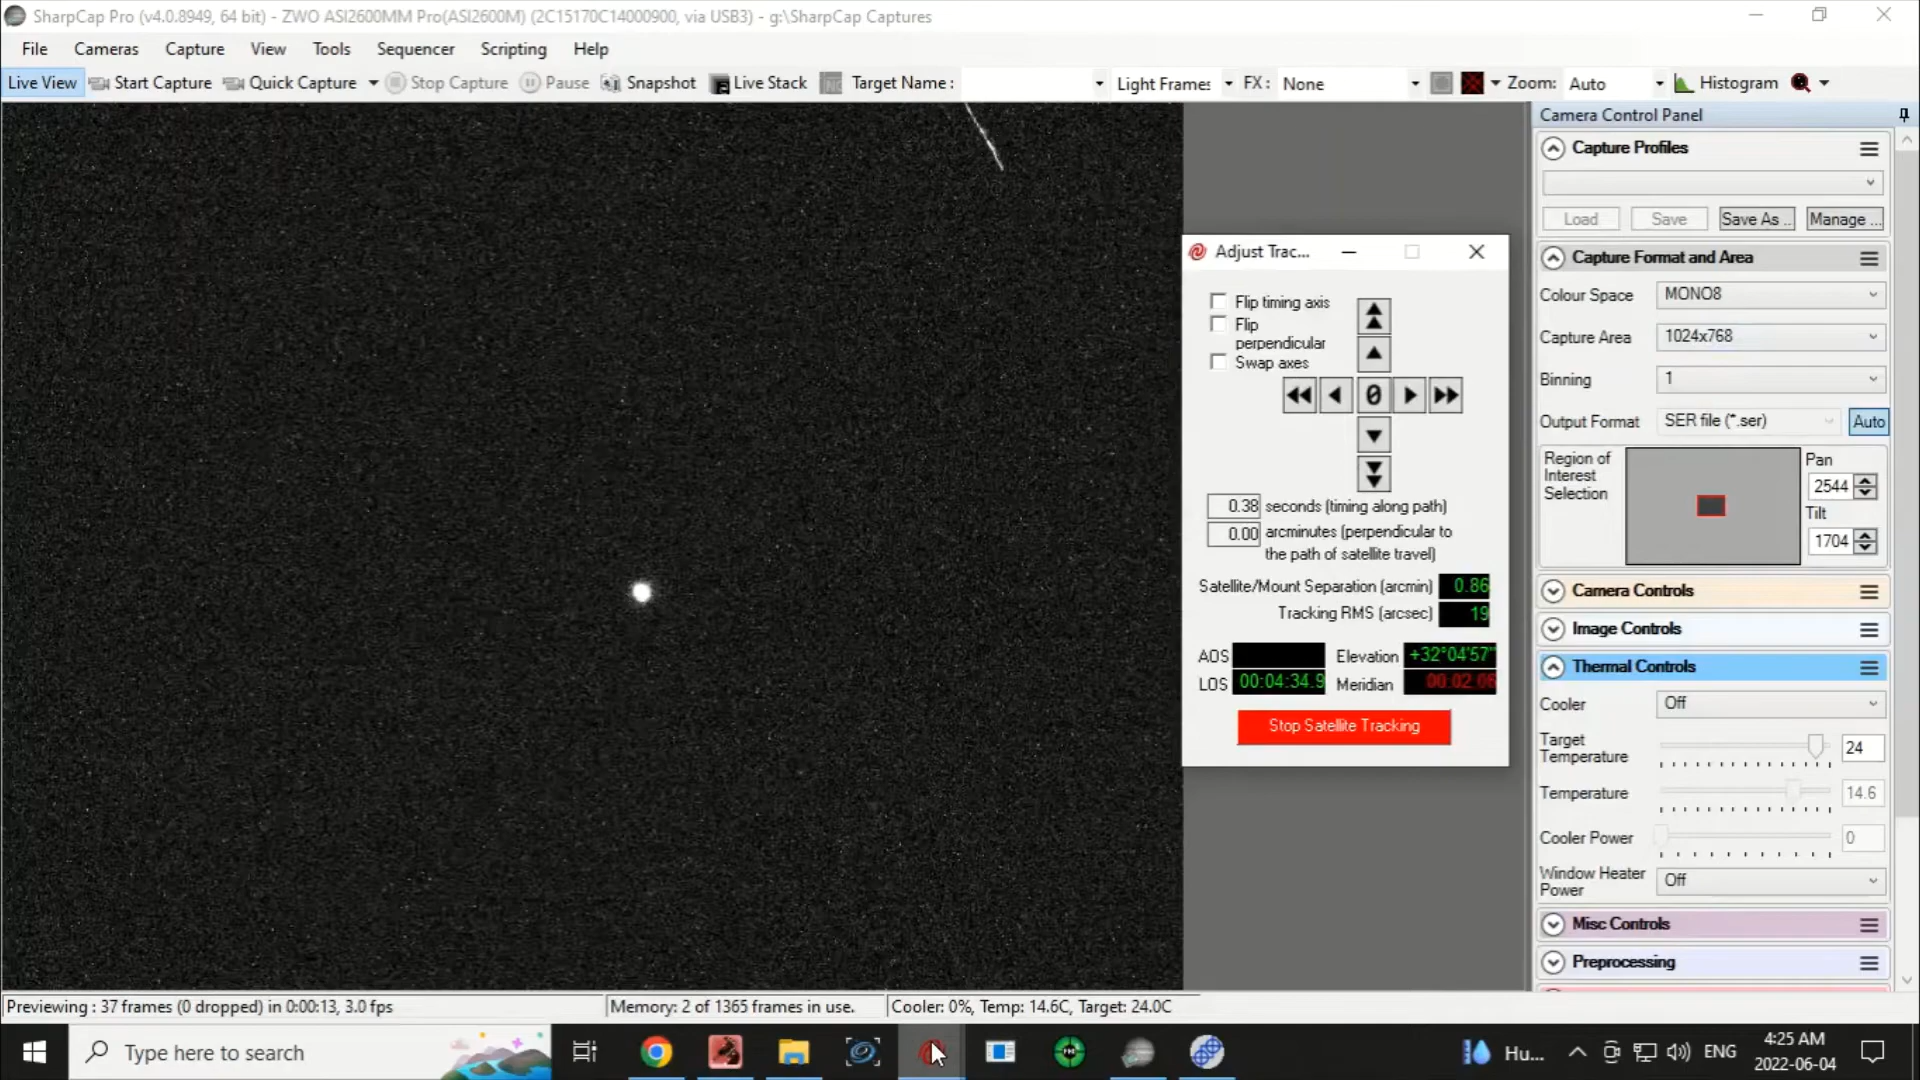 SharpCap Pro (v4.0.8949, 64 bit) - ZWO ASI2600MM Pro(ASI2600M) (2C15170C14000900, via USB3) - g:\SharpCap Captures
File Cameras Capture View Tools Sequencer Scripting Help
Live View Start Capture Quick Capture Stop Capture Pause Snapshot Live Stack Target Name : Light Frames FX : None Zoom: Auto Histogram
Camera Control Panel
Capture Profiles
Load Save Save As .. Manage ...
Capture Format and Area
Colour Space MONO8
Capture Area 1024x768
Binning 1
Output Format SER file (*.ser) Auto
Region of
Interest
Selection
Pan
2544
Tilt
1704
Camera Controls
Image Controls
Thermal Controls
Cooler Off
Target
Temperature
24
Temperature 14.6
Cooler Power 0
Window Heater
Power
Off
Misc Controls
Preprocessing
Adjust Trac...
Flip timing axis
Flip
perpendicular
Swap axes
0
0.38 seconds (timing along path)
0.00 arcminutes (perpendicular to
the path of satellite travel)
Satellite/Mount Separation (arcmin) 0.86
Tracking RMS (arcsec) 19
AOS Elevation +32°04'57"
LOS 00:04:34.9 Meridian 00:02:06
Stop Satellite Tracking
Previewing : 37 frames (0 dropped) in 0:00:13, 3.0 fps Memory: 2 of 1365 frames in use. Cooler: 0%, Temp: 14.6C, Target: 24.0C
Type here to search
Hu... ENG
4:25 AM
2022-06-04